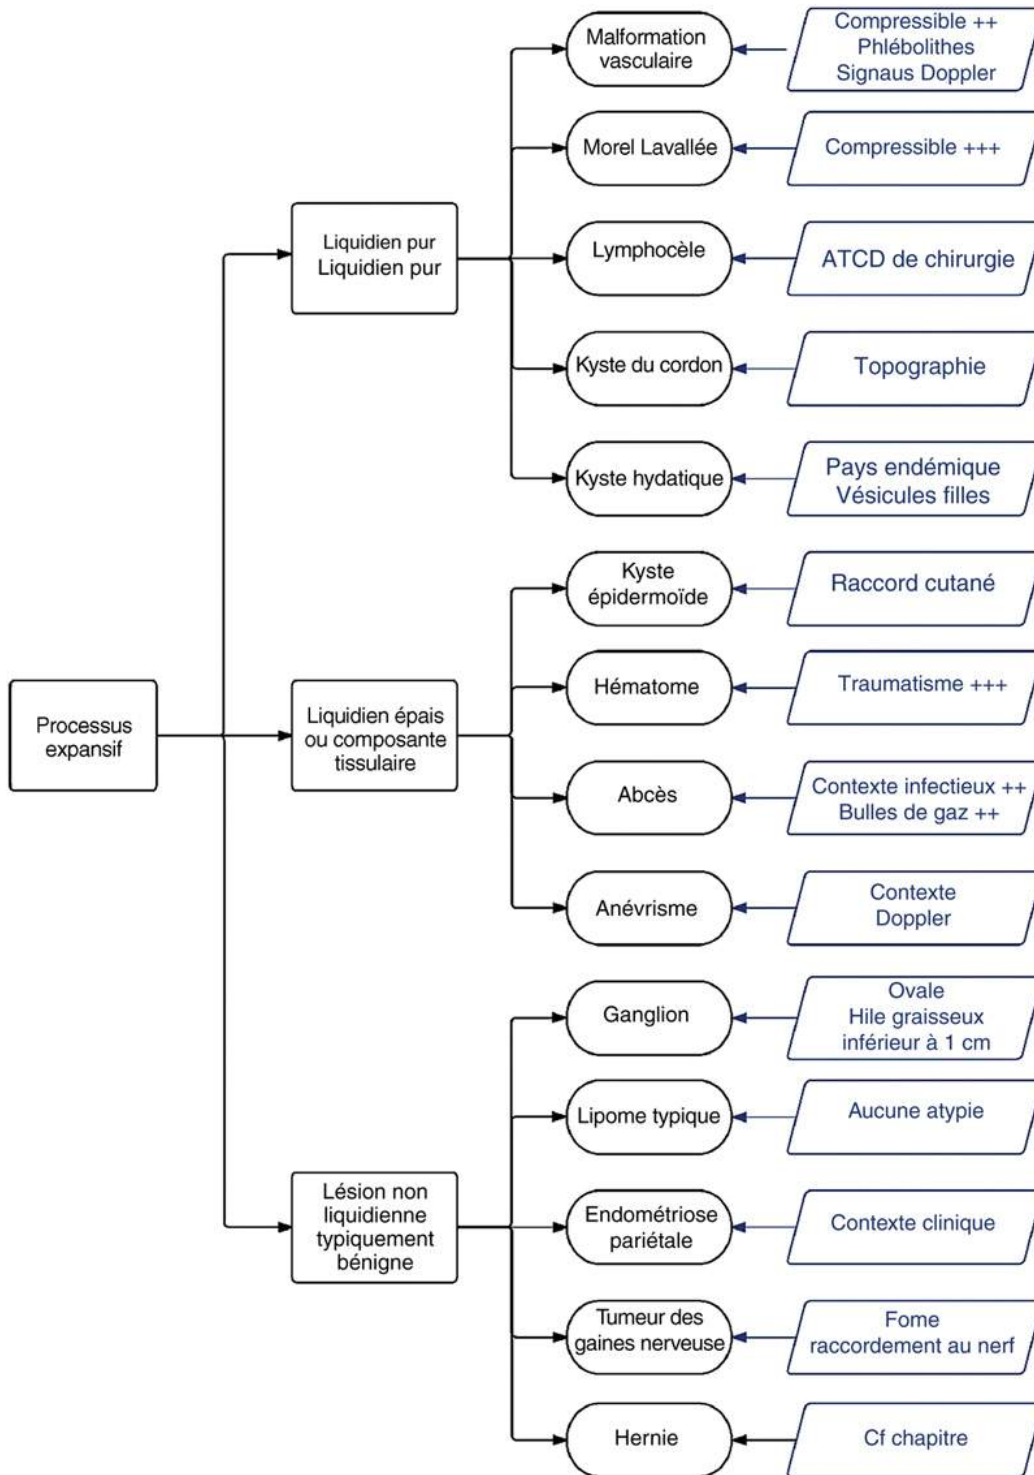 Malformation
vasculaire
Compressible ++
Phlébolithes
Signaus Doppler
Morel Lavallée
Compressible +++
Liquidien pur
Liquidien pur
Lymphocèle
ATCD de chirurgie
Kyste du cordon
Topographie
Kyste hydatique
Pays endémique
Vésicules filles
Kyste
épidermoïde
Raccord cutané
Processus
expansif
Liquidien épais
ou composante
tissulaire
Hématome
Traumatisme +++
Abcès
Contexte infectieux ++
Bulles de gaz ++
Anévrisme
Contexte
Doppler
Ganglion
Ovale
Hile graisseux
inférieur à 1 cm
Lipome typique
Aucune atypie
Lésion non
liquidienne
typiquement
bénigne
Endométriose
pariétale
Contexte clinique
Tumeur des
gaines nerveuse
Fome
raccordement au nerf
Hernie
Cf chapitre